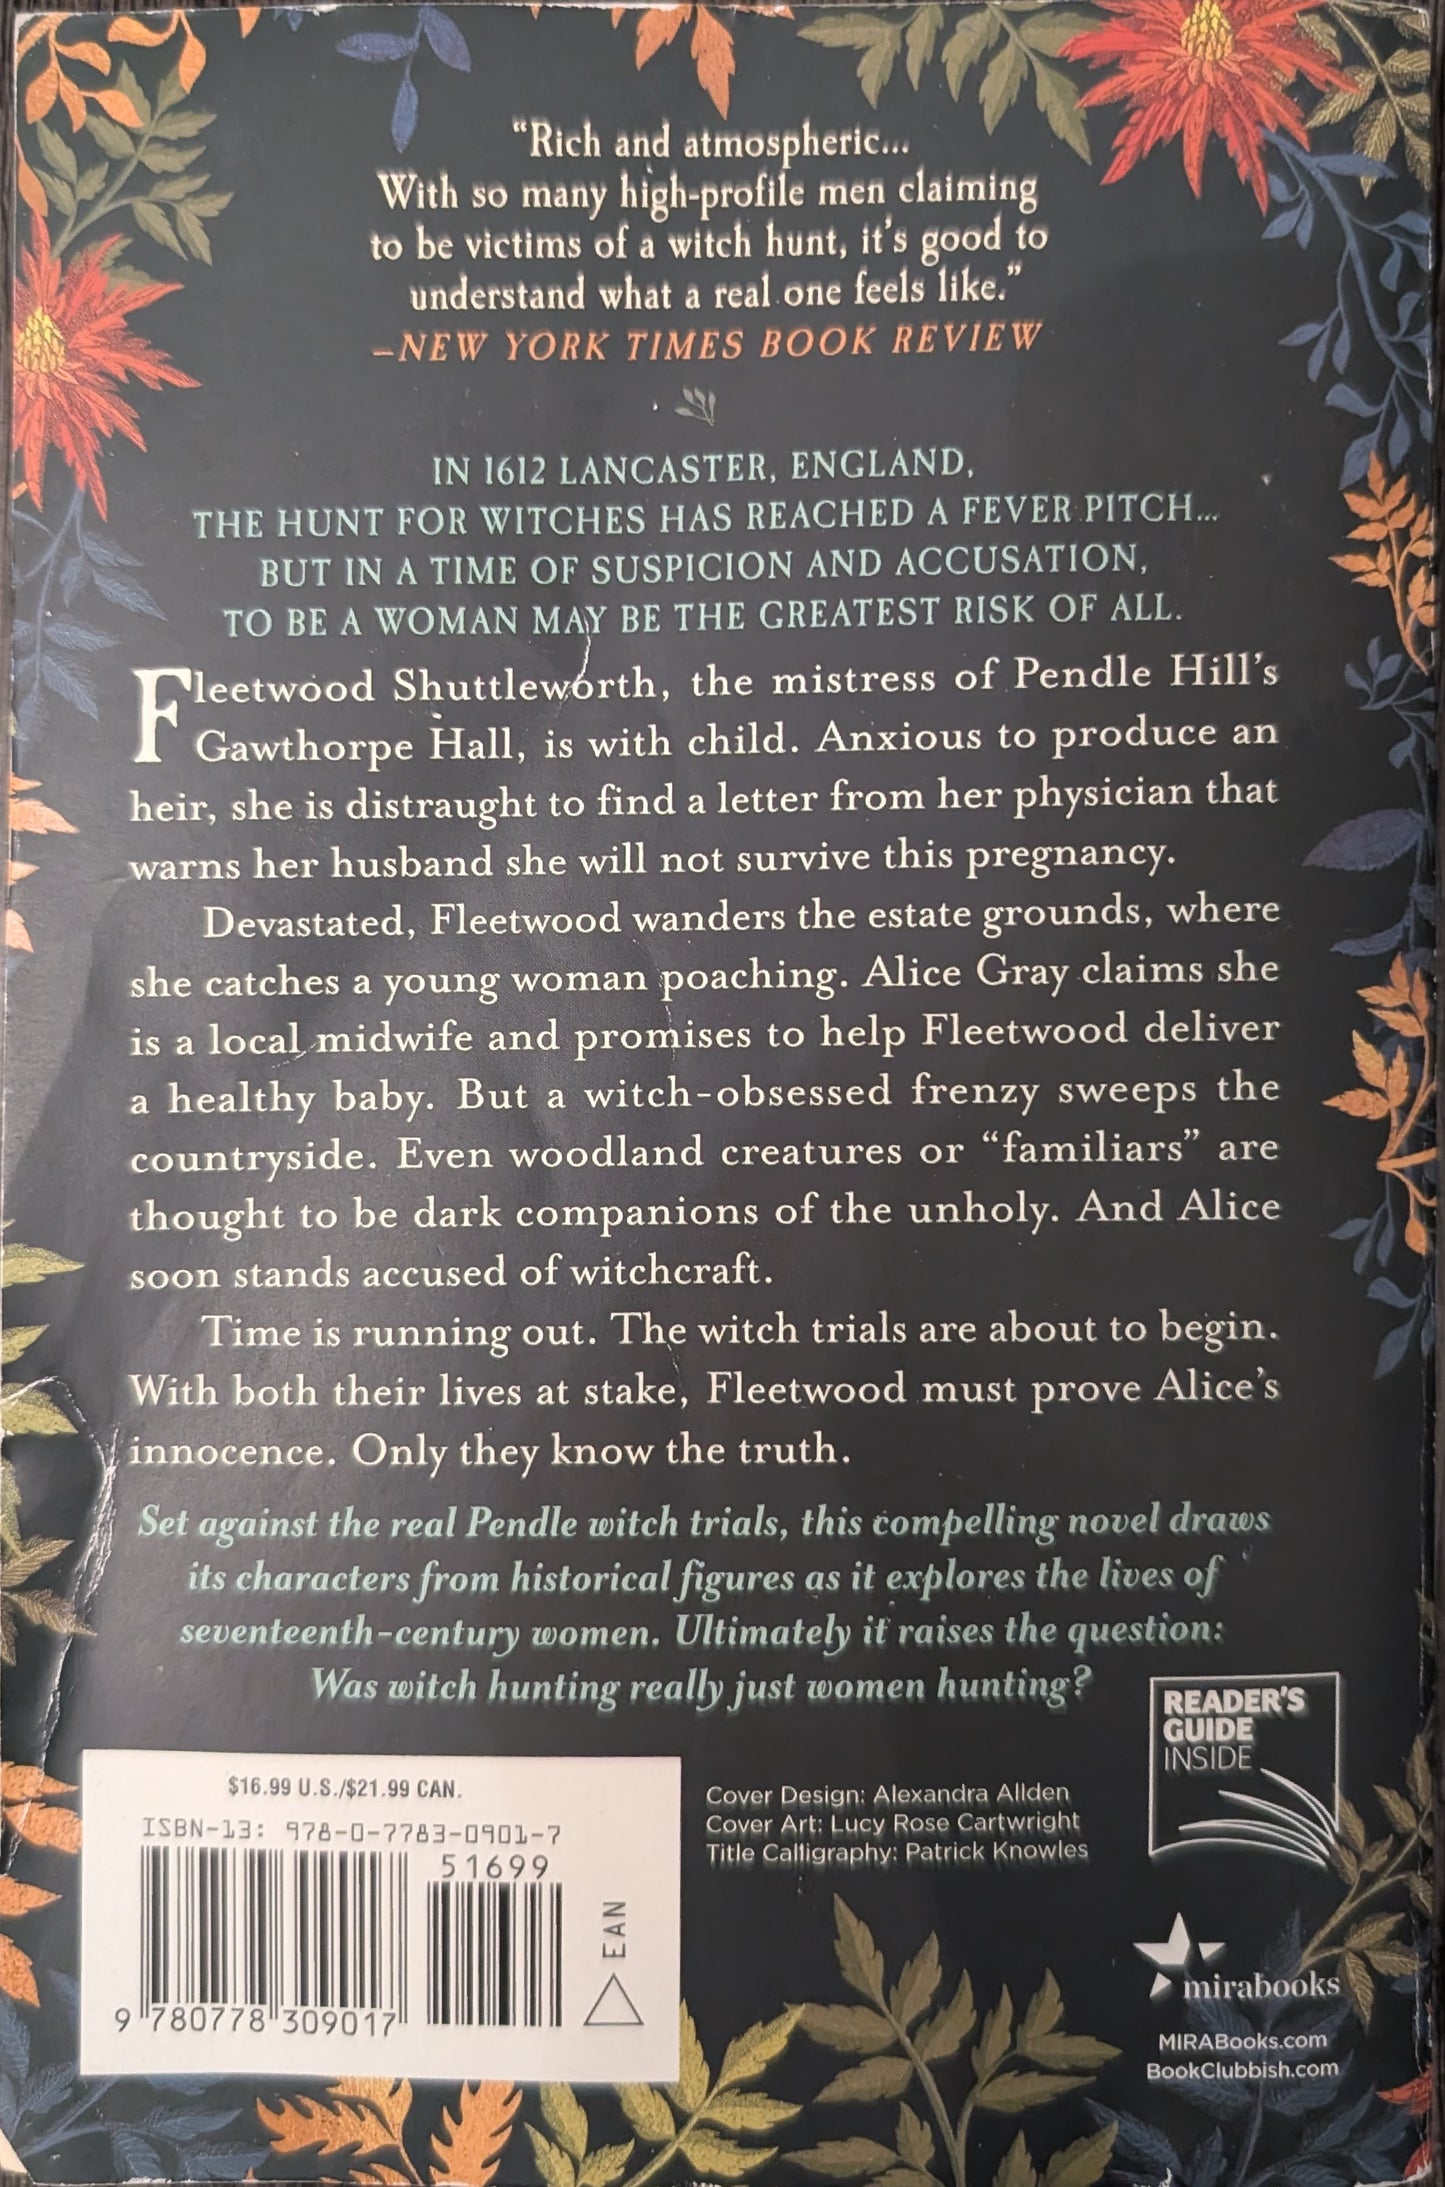 “Rich and atmospheric...
With so many high-profile men claiming
to be victims of a witch hunt, it’s good to
understand what a real one feels like.”
–NEW YORK TIMES BOOK REVIEW
IN 1612 LANCASTER, ENGLAND,
THE HUNT FOR WITCHES HAS REACHED A FEVER PITCH...
BUT IN A TIME OF SUSPICION AND ACCUSATION,
TO BE A WOMAN MAY BE THE GREATEST RISK OF ALL.
Fleetwood Shuttleworth, the mistress of Pendle Hill’s
Gawthorpe Hall, is with child. Anxious to produce an
heir, she is distraught to find a letter from her physician that
warns her husband she will not survive this pregnancy.
Devastated, Fleetwood wanders the estate grounds, where
she catches a young woman poaching. Alice Gray claims she
is a local midwife and promises to help Fleetwood deliver
a healthy baby. But a witch-obsessed frenzy sweeps the
countryside. Even woodland creatures or “familiars” are
thought to be dark companions of the unholy. And Alice
soon stands accused of witchcraft.
Time is running out. The witch trials are about to begin.
With both their lives at stake, Fleetwood must prove Alice’s
innocence. Only they know the truth.
Set against the real Pendle witch trials, this compelling novel draws
its characters from historical figures as it explores the lives of
seventeenth-century women. Ultimately it raises the question:
Was witch hunting really just women hunting?
READER’S
GUIDE
INSIDE
$16.99 U.S./$21.99 CAN.
ISBN-13: 978-0-7783-0901-7
51699
EAN
9 780778 309017
Cover Design: Alexandra Allden
Cover Art: Lucy Rose Cartwright
Title Calligraphy: Patrick Knowles
mirabooks
MIRABooks.com
BookClubbish.com